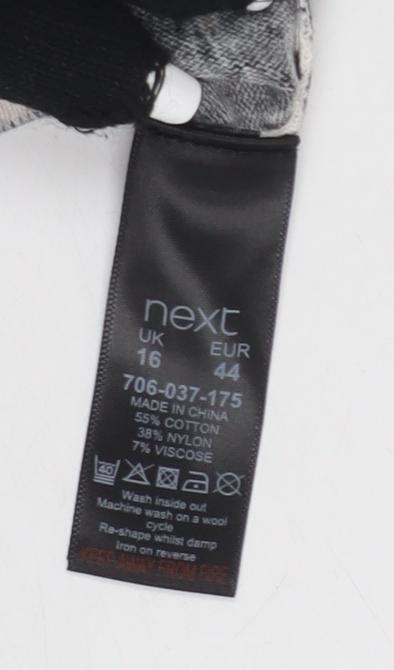 next
UK EUR
16 44
706-037-175
MADE IN CHINA
55% COTTON
38% NYLON
7% VISCOSE
40
Wash inside out
Machine wash on a wool
cycle
Re-shape whilst damp
Iron on reverse
KEEP AWAY FROM FIRE